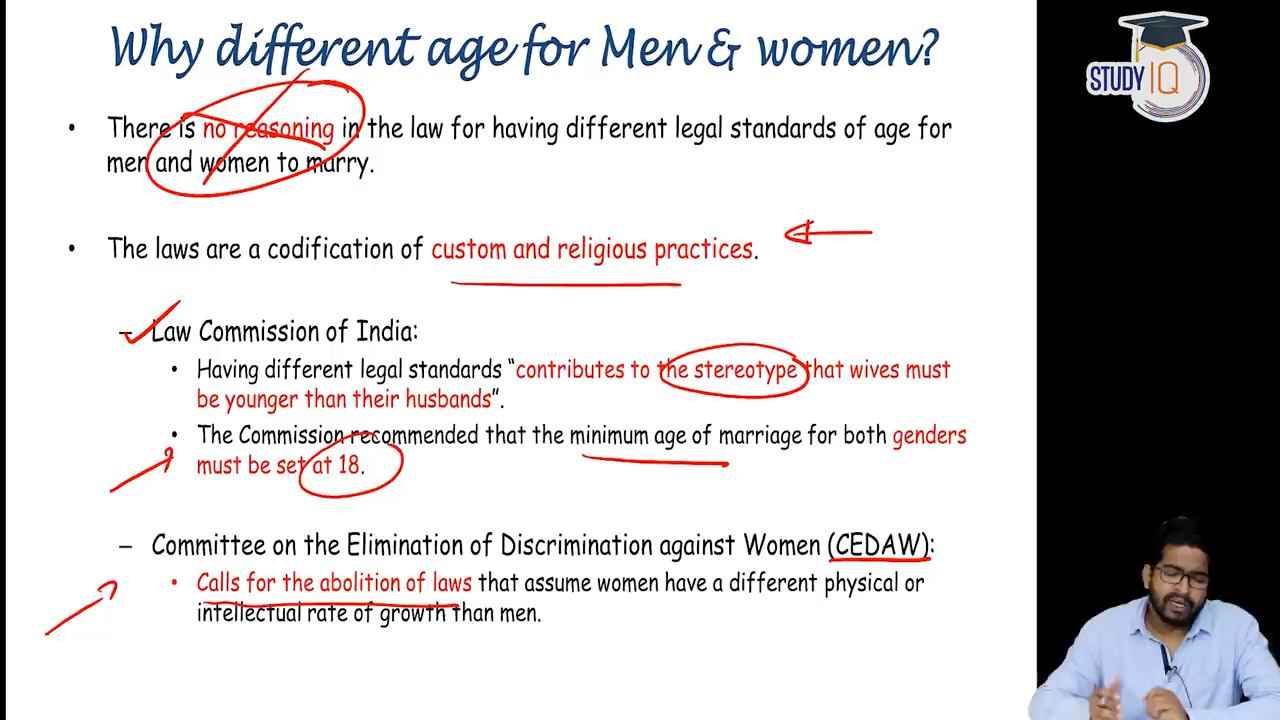 Why different age for Men & women?
STUDY IQ
• There is no reasoning in the law for having different legal standards of age for
men and women to marry.
• The laws are a codification of custom and religious practices.
– Law Commission of India:
• Having different legal standards “contributes to the stereotype that wives must
be younger than their husbands”.
• The Commission recommended that the minimum age of marriage for both genders
must be set at 18.
– Committee on the Elimination of Discrimination against Women (CEDAW):
• Calls for the abolition of laws that assume women have a different physical or
intellectual rate of growth than men.